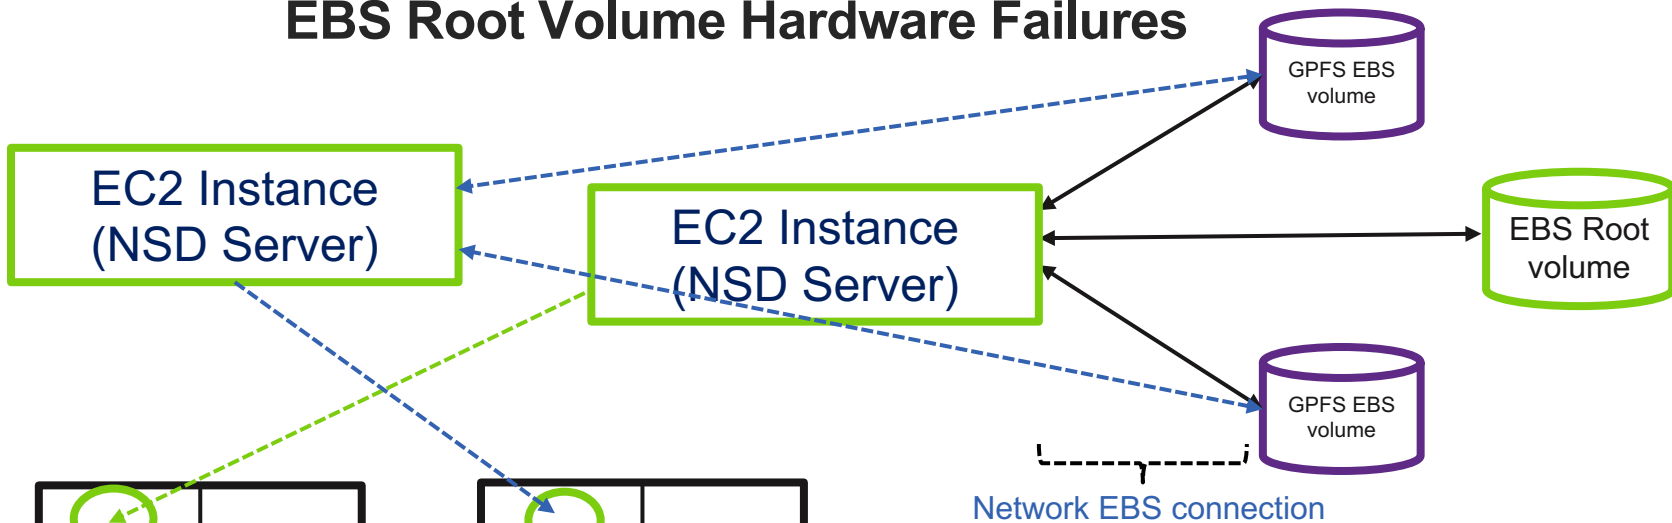 EBS Root Volume Hardware Failures
GPFS EBS
volume
EC2 Instance
(NSD Server)
EC2 Instance
(NSD Server)
EBS Root
volume
GPFS EBS
volume
Network EBS connection